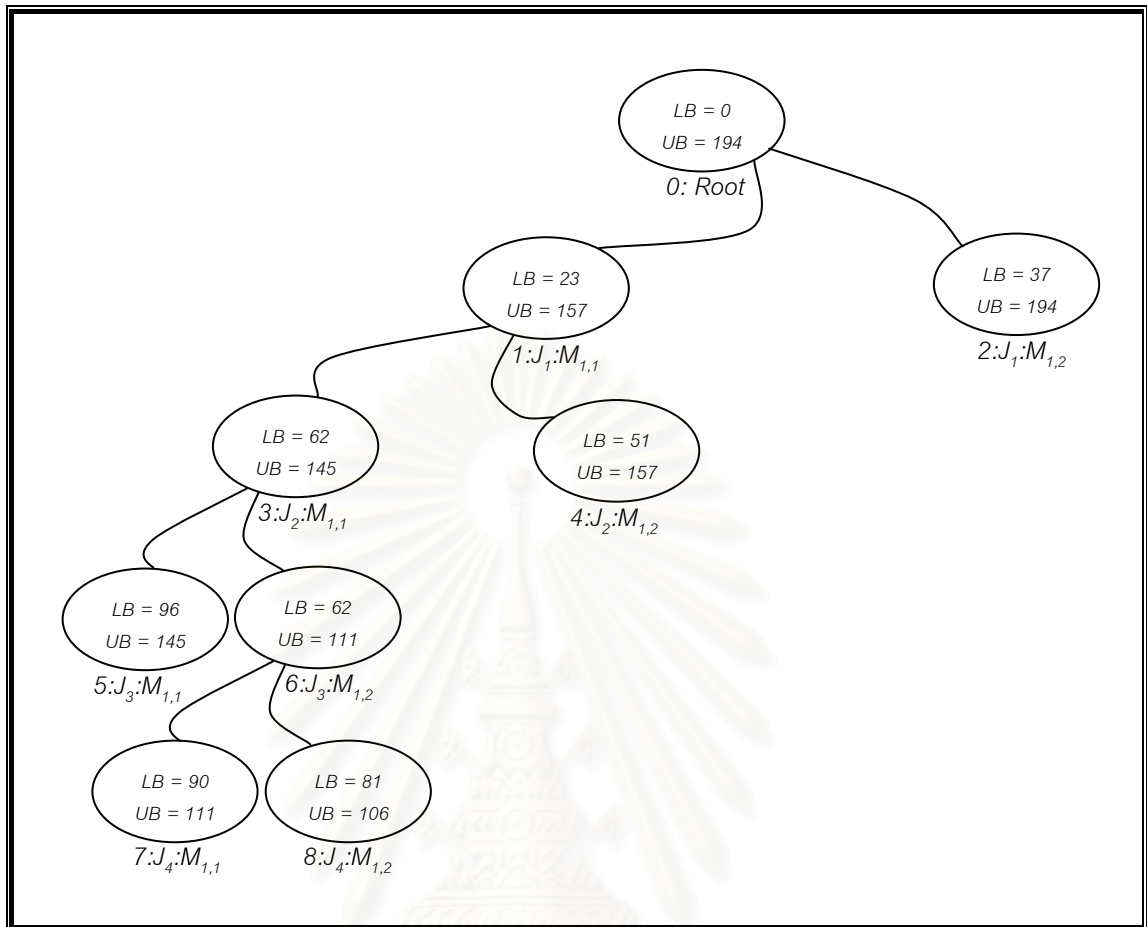 LB = 0
UB = 194
0: Root
LB = 23
UB = 157
1:J1:M1,1
LB = 37
UB = 194
2:J1:M1,2
LB = 62
UB = 145
3:J2:M1,1
LB = 51
UB = 157
4:J2:M1,2
LB = 96
UB = 145
5:J3:M1,1
LB = 62
UB = 111
6:J3:M1,2
LB = 90
UB = 111
7:J4:M1,1
LB = 81
UB = 106
8:J4:M1,2